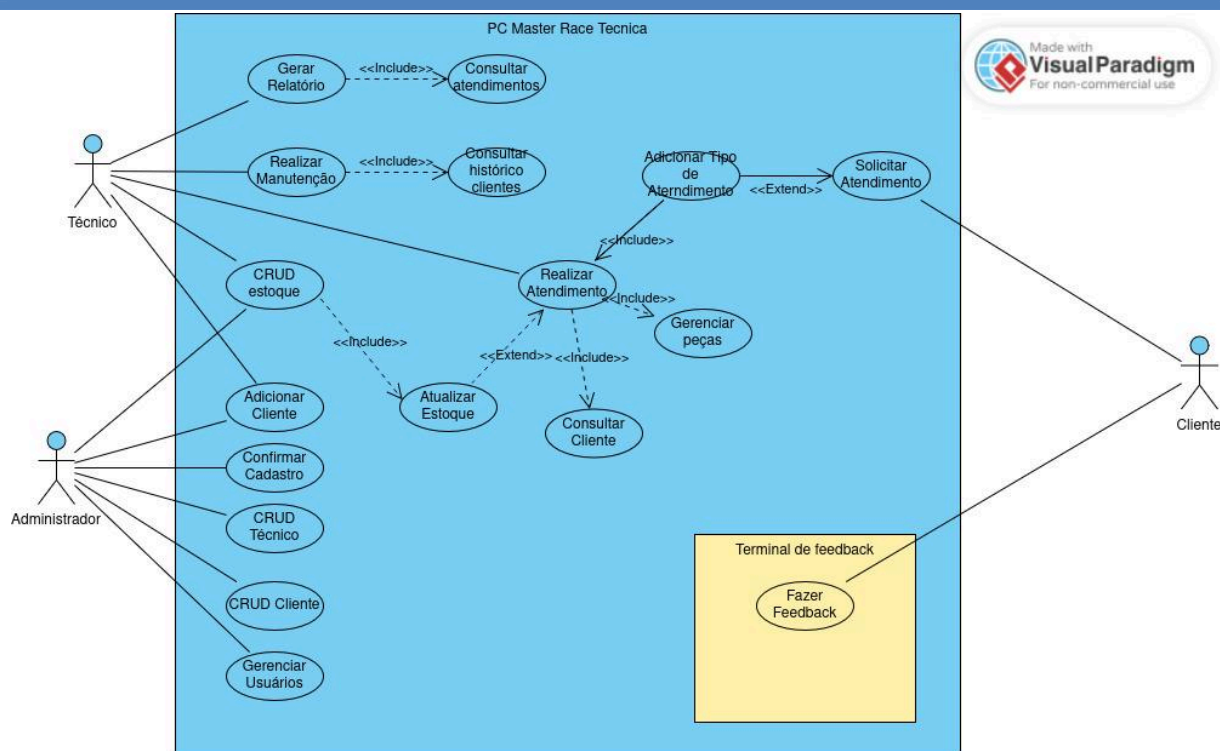 PC Master Race Tecnica
Made with
Visual Paradigm
For non-commercial use
Gerar
Relatório
<<Include>>
Consultar
atendimentos
Técnico
Realizar
Manutenção
<<Include>>
Consultar
histórico
clientes
Adicionar Tipo
de
Aterndimento
<<Extend>>
Solicitar
Atendimento
<<Include>>
CRUD
estoque
Realizar
Atendimento
<<Include>>
Gerenciar
peças
<<Include>>
<<Extend>>
<<Include>>
Adicionar
Cliente
Atualizar
Estoque
Consultar
Cliente
Cliente
Confirmar
Cadastro
Administrador
CRUD
Técnico
CRUD Cliente
Gerenciar
Usuários
Terminal de feedback
Fazer
Feedback